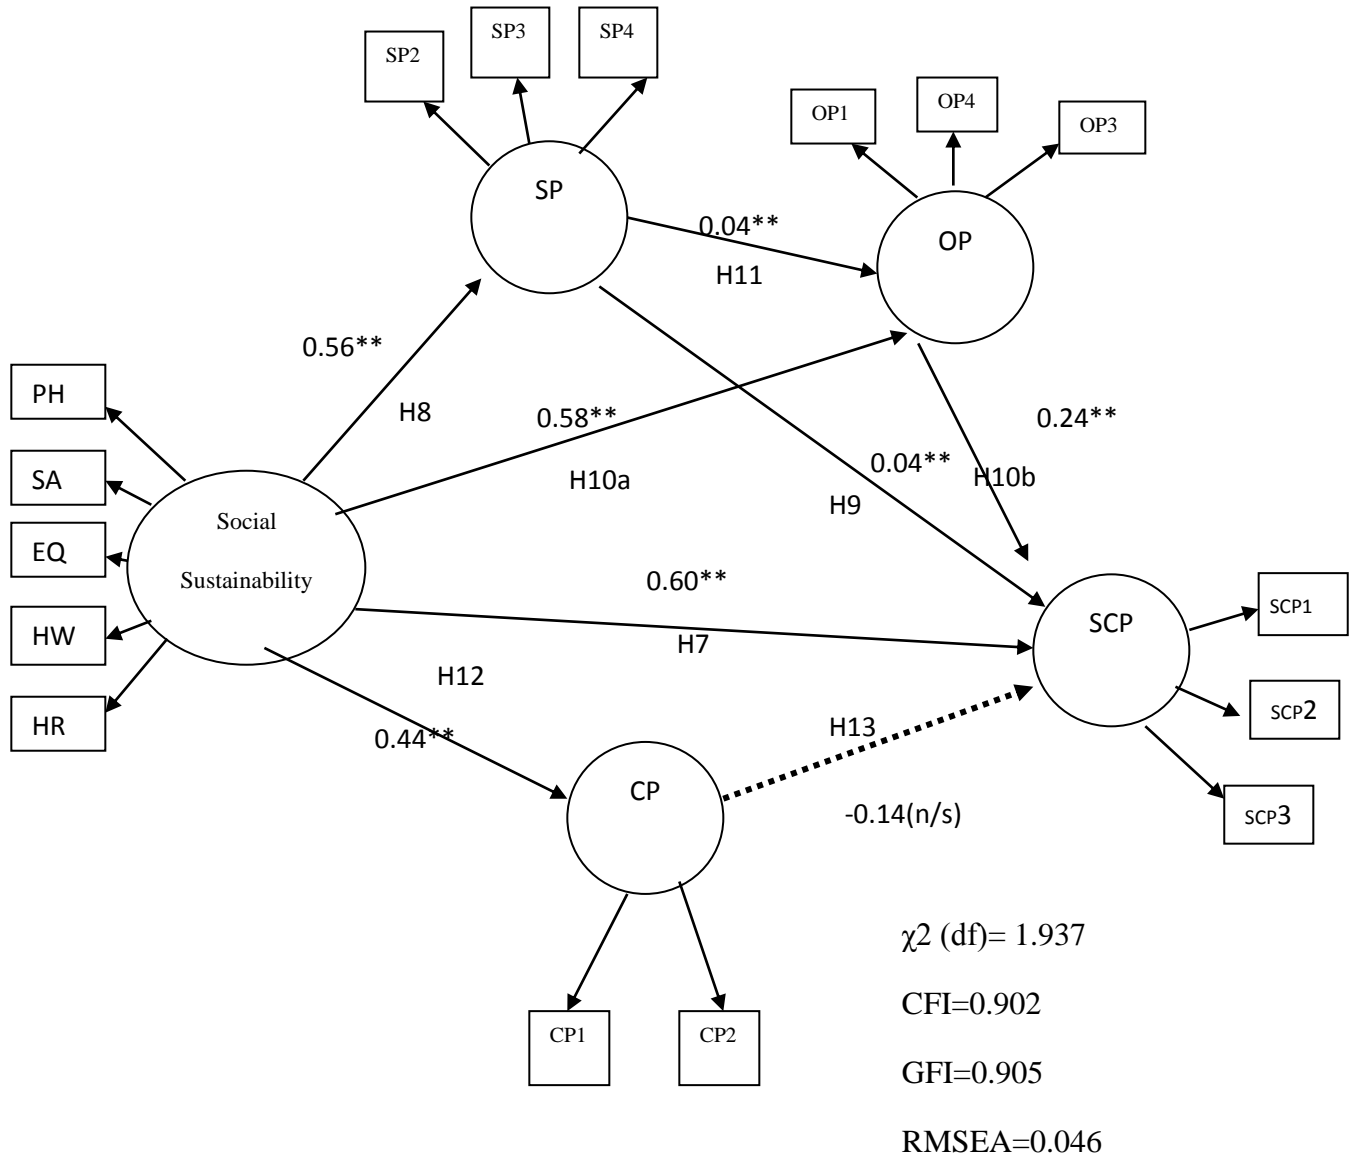 SP3
SP4
SP2
OP4
OP1
OP3
SP
0.04**
OP
H11
0.56**
PH
H8
0.58**
0.24**
0.04**
SA
H10a
H10b
H9
Social
Sustainability
EQ
0.60**
SCP1
HW
SCP
H7
H12
HR
SCP2
0.44**
H13
CP
-0.14(n/s)
SCP3
χ2 (df)= 1.937
CFI=0.902
CP1
CP2
GFI=0.905
RMSEA=0.046